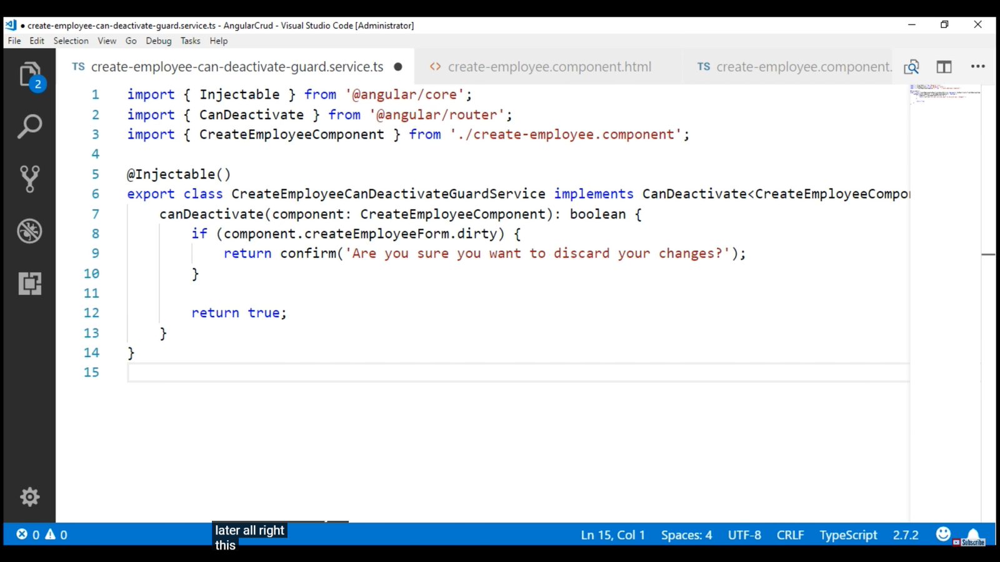 ● create-employee-can-deactivate-guard.service.ts - AngularCrud - Visual Studio Code [Administrator]
File Edit Selection View Go Debug Tasks Help
TS create-employee-can-deactivate-guard.service.ts ● <> create-employee.component.html TS create-employee.component.
2
1 import { Injectable } from '@angular/core';
2 import { CanDeactivate } from '@angular/router';
3 import { CreateEmployeeComponent } from './create-employee.component';
4
5 @Injectable()
6 export class CreateEmployeeCanDeactivateGuardService implements CanDeactivate<CreateEmployeeCompo
7 canDeactivate(component: CreateEmployeeComponent): boolean {
8 if (component.createEmployeeForm.dirty) {
9 return confirm('Are you sure you want to discard your changes?');
10 }
11
12 return true;
13 }
14 }
15
later all right
this
0 0 Ln 15, Col 1 Spaces: 4 UTF-8 CRLF TypeScript 2.7.2
Subscribe